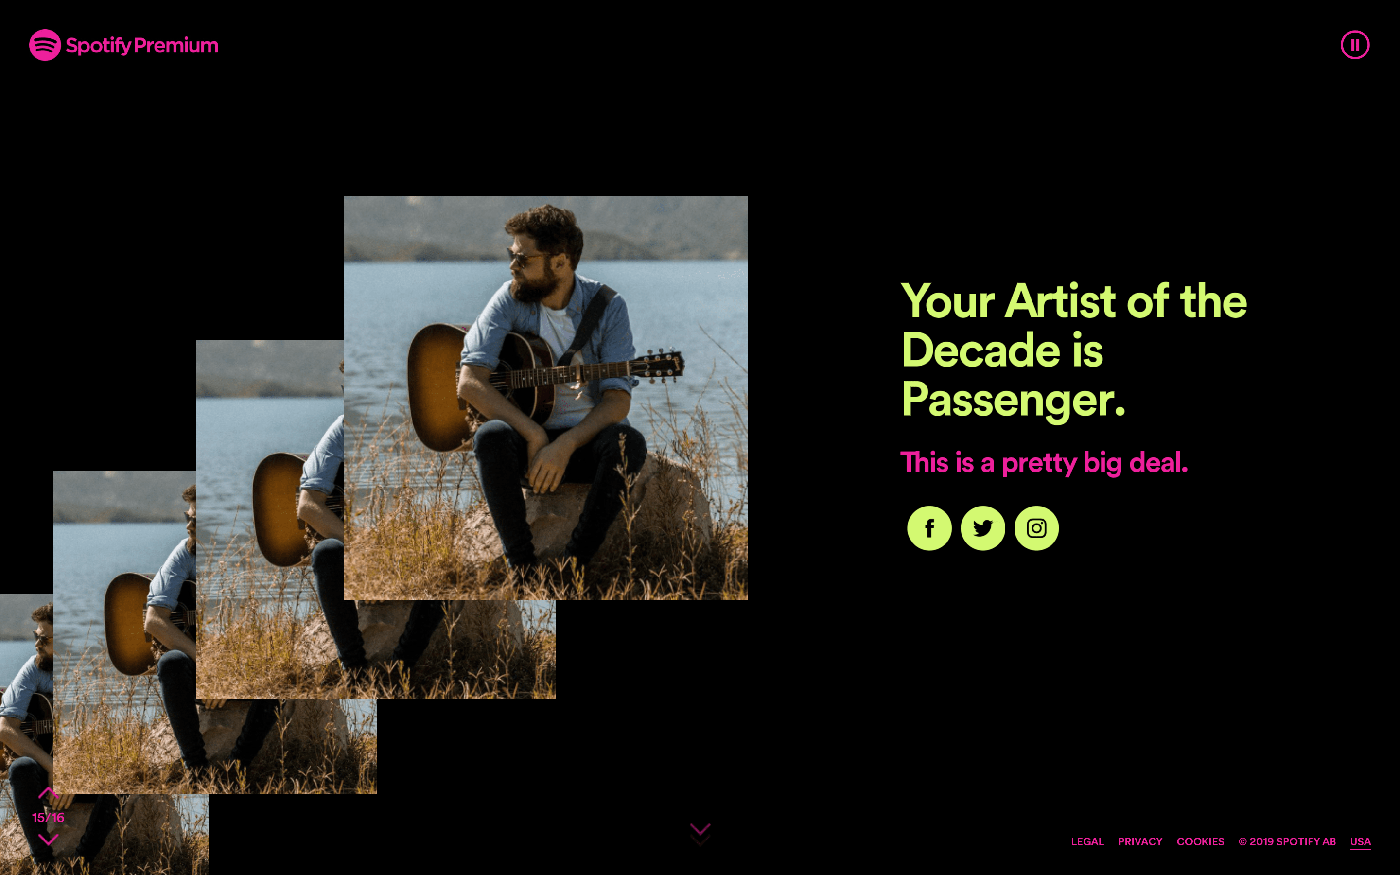 Spotify Premium
Your Artist of the
Decade is
Passenger.
This is a pretty big deal.
15/16
LEGAL PRIVACY COOKIES © 2019 SPOTIFY AB USA